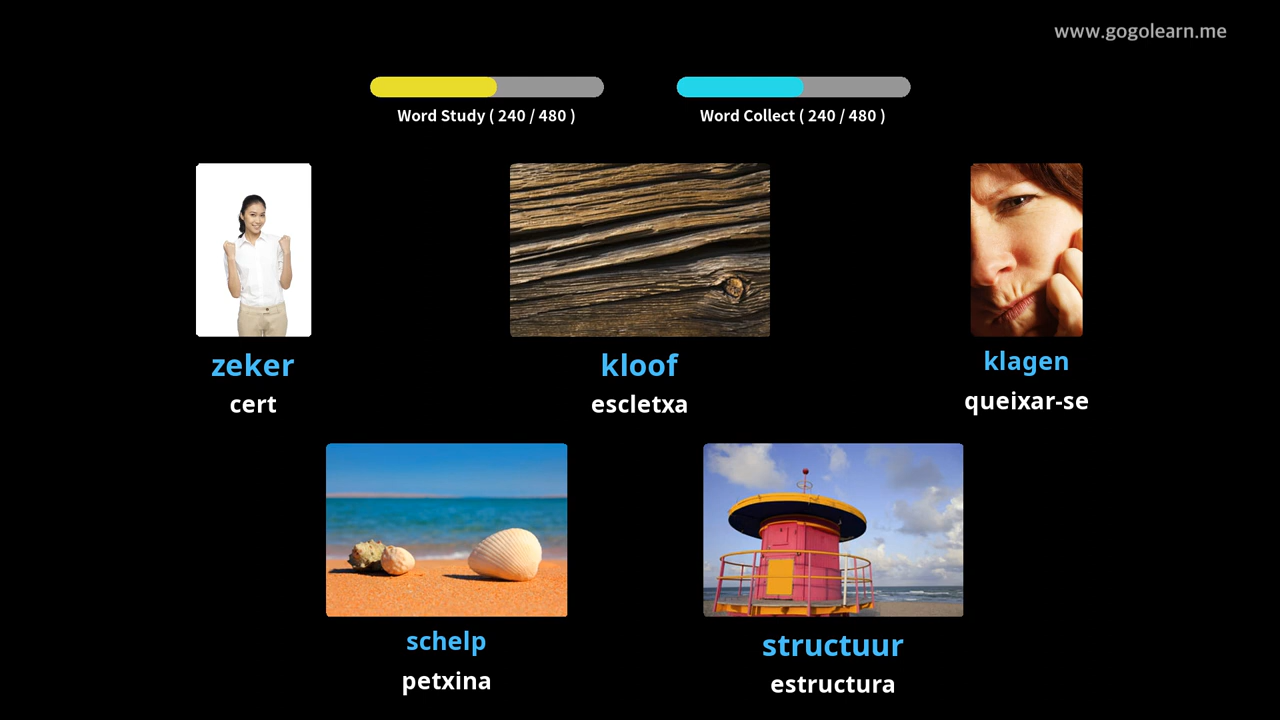 www.gogolearn.me
Word Study ( 240 / 480 )
Word Collect ( 240 / 480 )
zeker
cert
kloof
escletxa
klagen
queixar-se
schelp
petxina
structuur
estructura